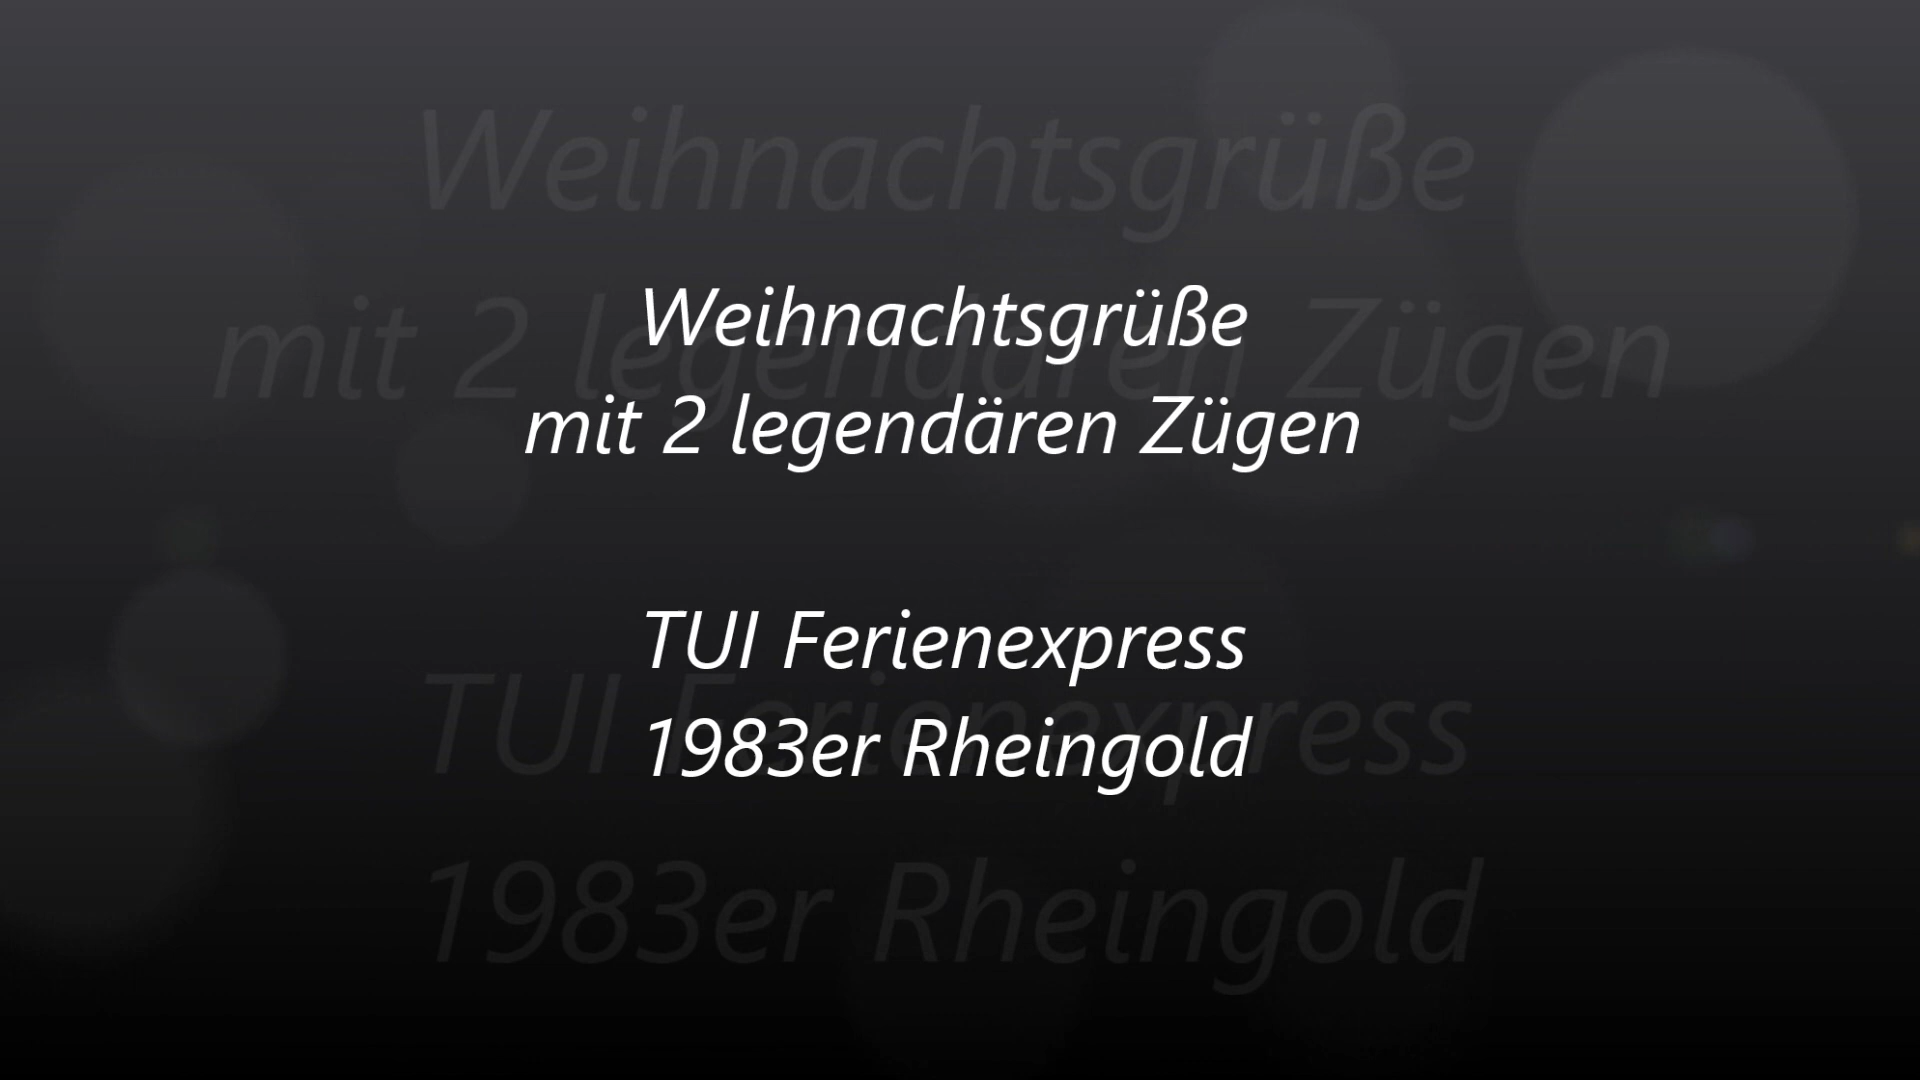 Weihnachtsgrüße
mit 2 legendären Zügen
TUI Ferienexpress
1983er Rheingold